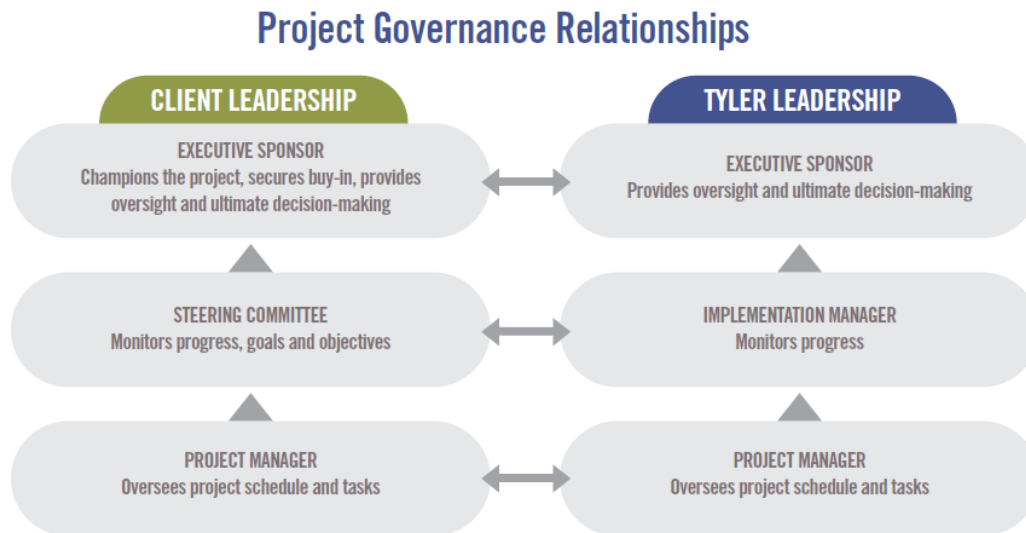 Project Governance Relationships
CLIENT LEADERSHIP
EXECUTIVE SPONSOR
Champions the project, secures buy-in, provides
oversight and ultimate decision-making
STEERING COMMITTEE
Monitors progress, goals and objectives
PROJECT MANAGER
Oversees project schedule and tasks
TYLER LEADERSHIP
EXECUTIVE SPONSOR
Provides oversight and ultimate decision-making
IMPLEMENTATION MANAGER
Monitors progress
PROJECT MANAGER
Oversees project schedule and tasks